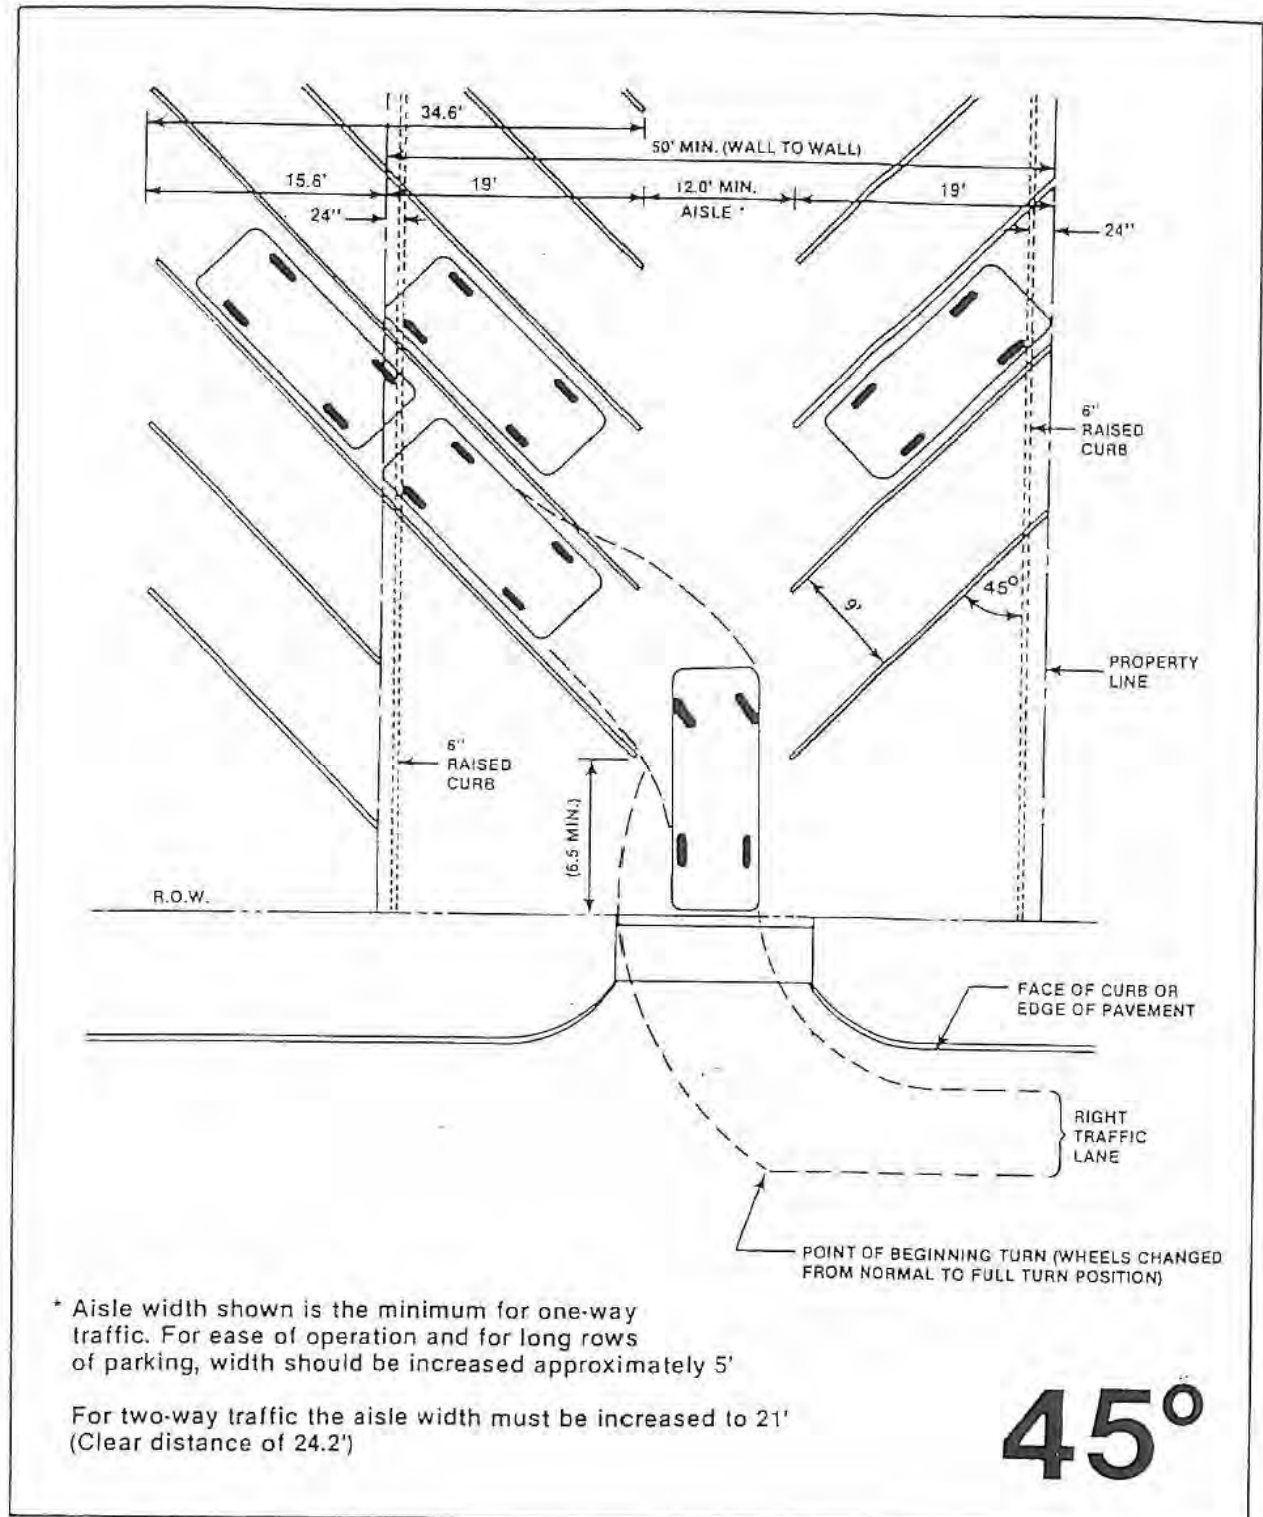 34.6'
50' MIN. (WALL TO WALL)
15.6'
19'
12.0' MIN.
AISLE *
19'
24"
24"
6"
RAISED
CURB
45°
9'
PROPERTY
LINE
6"
RAISED
CURB
(6.5 MIN.)
R.O.W.
FACE OF CURB OR
EDGE OF PAVEMENT
RIGHT
TRAFFIC
LANE
POINT OF BEGINNING TURN (WHEELS CHANGED
FROM NORMAL TO FULL TURN POSITION)
* Aisle width shown is the minimum for one-way
traffic. For ease of operation and for long rows
of parking, width should be increased approximately 5'
For two-way traffic the aisle width must be increased to 21'
(Clear distance of 24.2')
45°